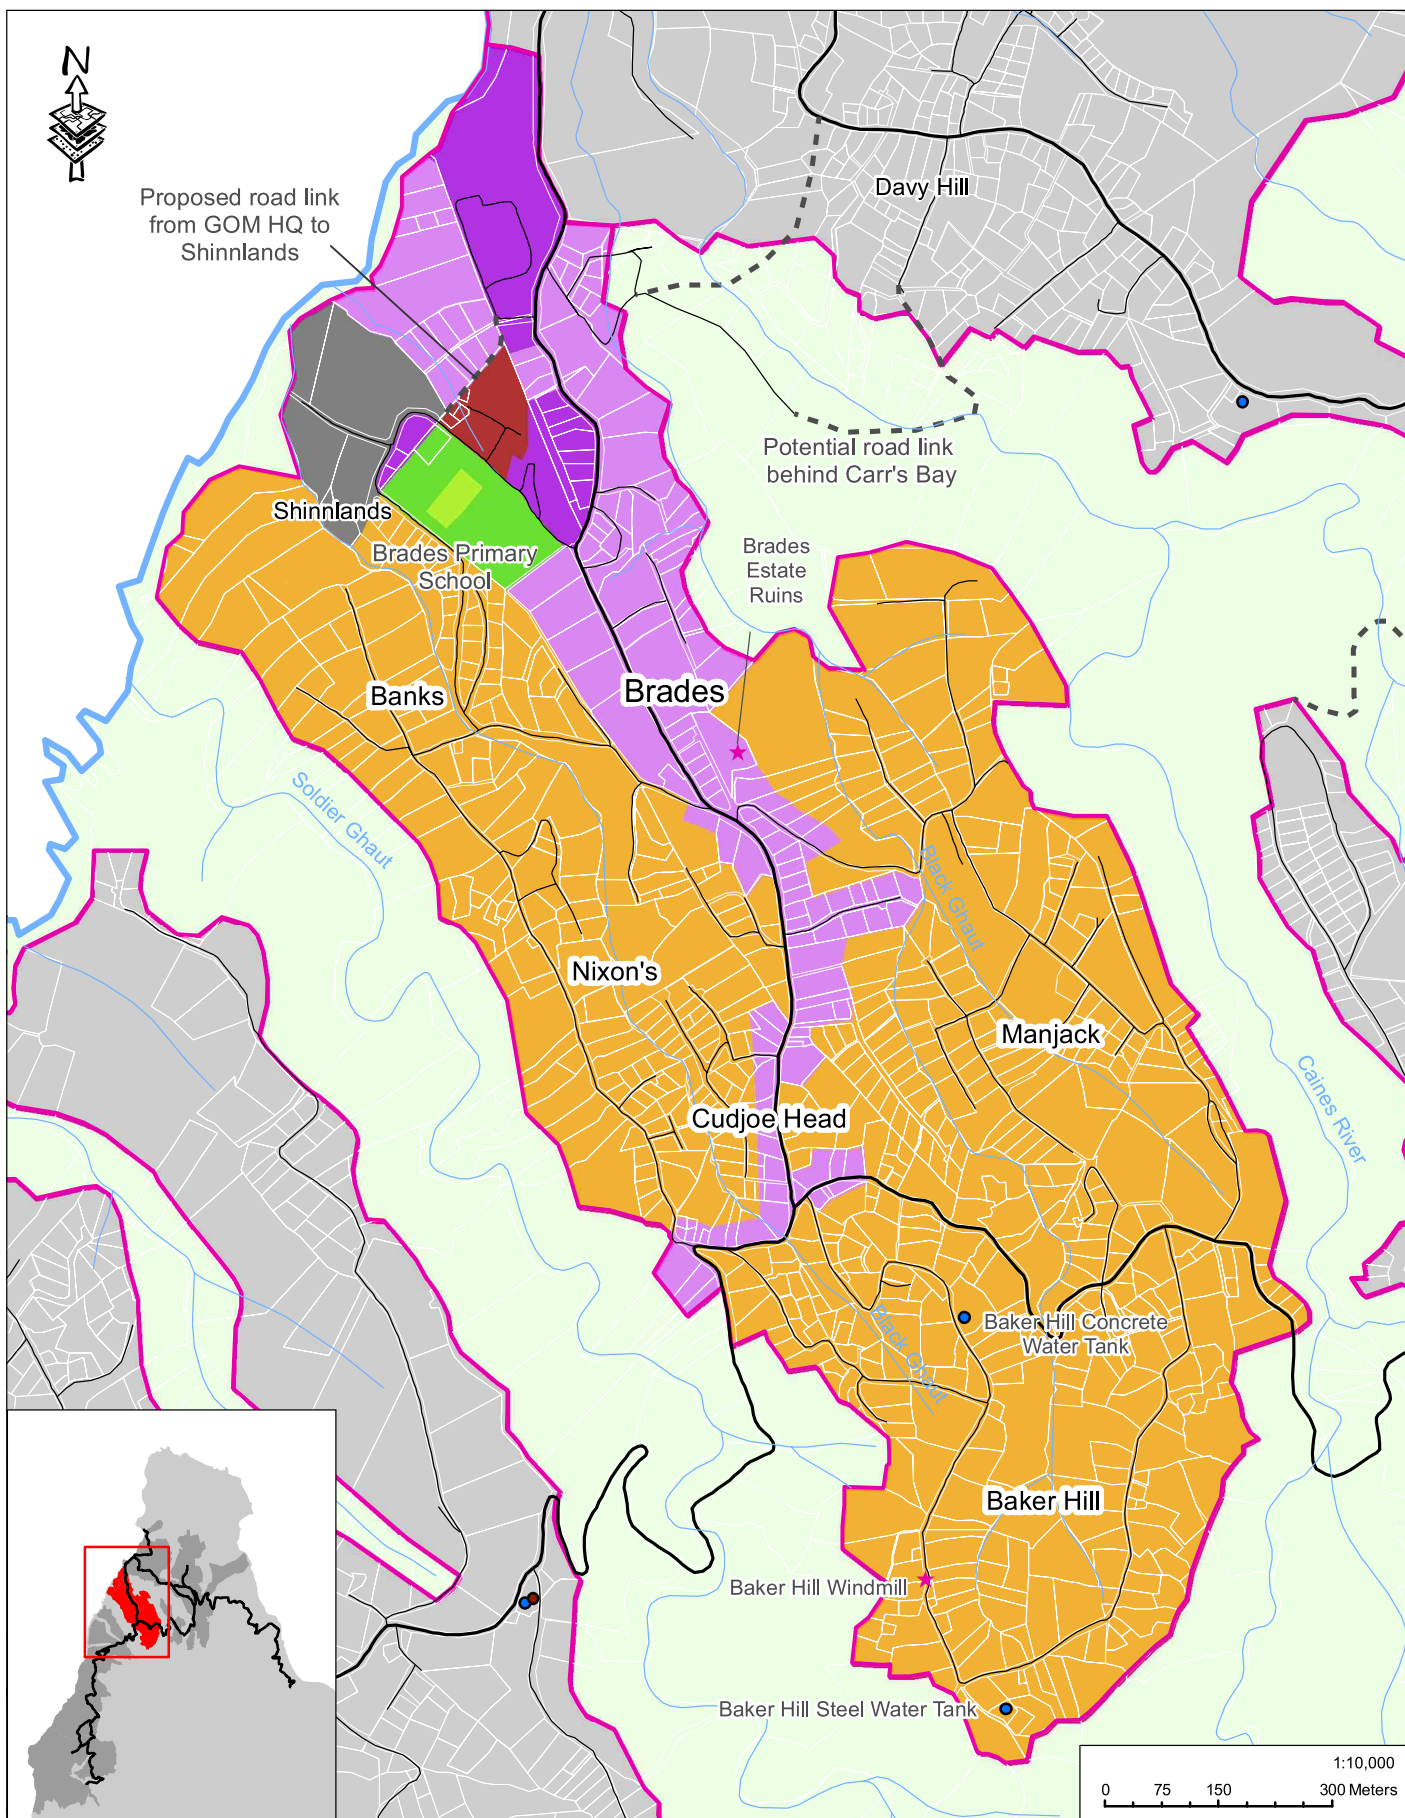 N
Proposed road link
from GOM HQ to
Shinnlands
Davy Hill
Potential road link
behind Carr's Bay
Shinnlands
Brades Primary
School
Brades
Estate
Ruins
Banks
Brades
Soldier Ghaut
Black Ghaut
Nixon's
Manjack
Caines River
Cudjoe Head
Black Ghaut
Baker Hill Concrete
Water Tank
Baker Hill
Baker Hill Windmill
Baker Hill Steel Water Tank
1:10,000
0 75 150 300 Meters